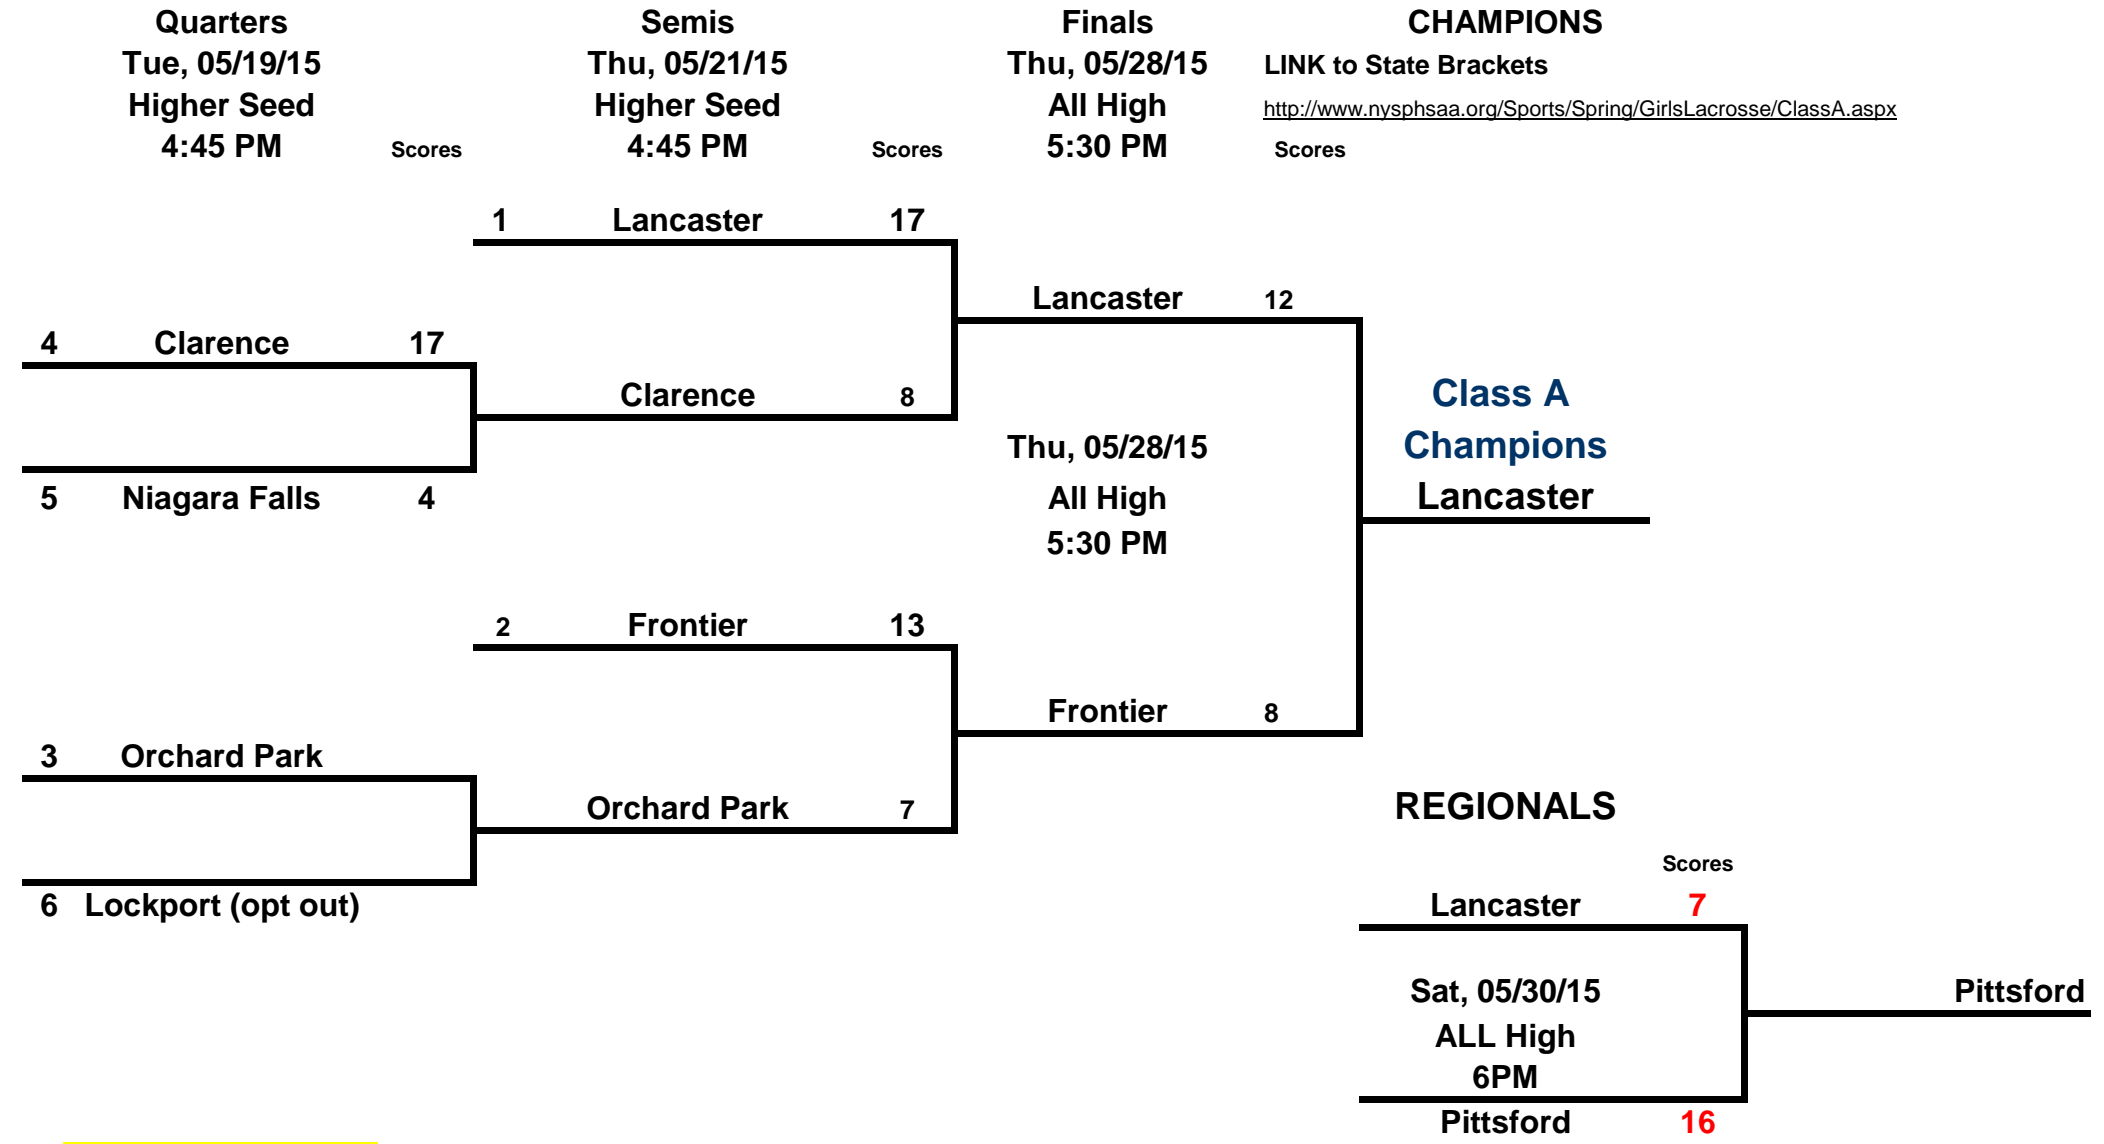 Quarters Semis Finals CHAMPIONS
Tue, 05/19/15 Thu, 05/21/15 Thu, 05/28/15 LINK to State Brackets
Higher Seed Higher Seed All High http://www.nysphsaa.org/Sports/Spring/GirlsLacrosse/ClassA.aspx
4:45 PM Scores 4:45 PM Scores 5:30 PM Scores
1 Lancaster 17
Lancaster 12
4 Clarence 17
Clarence 8 Class A
Thu, 05/28/15 Champions
5 Niagara Falls 4 All High Lancaster
5:30 PM
2 Frontier 13
Frontier 8
3 Orchard Park
Orchard Park 7 REGIONALS
Scores
6 Lockport (opt out) Lancaster 7
Sat, 05/30/15 Pittsford
ALL High
6PM
Pittsford 16